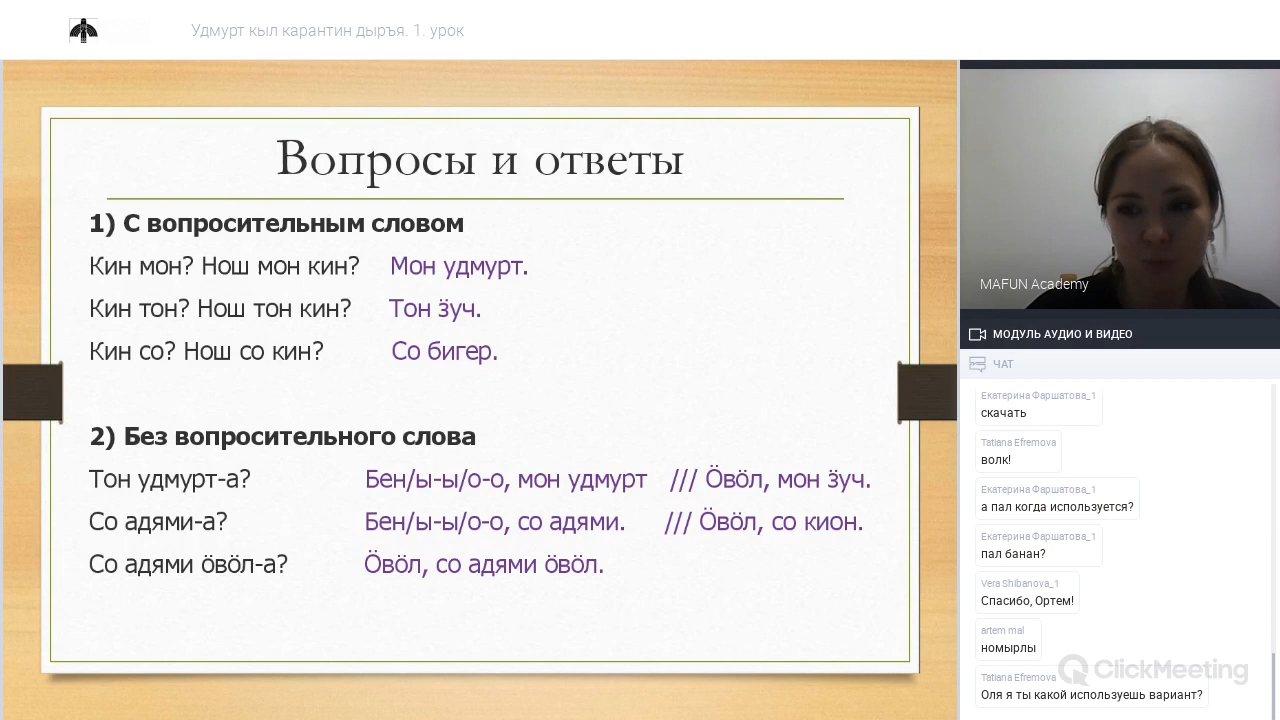 Удмурт кыл карантин дыръя. 1. урок
Вопросы и ответы
1) С вопросительным словом
Кин мон? Нош мон кин? Мон удмурт.
Кин тон? Нош тон кин? Тон ӟуч.
Кин со? Нош со кин? Со бигер.
2) Без вопросительного слова
Тон удмурт-а? Бен/ы-ы/о-о, мон удмурт /// Ӧвӧл, мон ӟуч.
Со адями-а? Бен/ы-ы/о-о, со адями. /// Ӧвӧл, со кион.
Со адями ӧвӧл-а? Ӧвӧл, со адями ӧвӧл.
MAFUN Academy
МОДУЛЬ АУДИО И ВИДЕО
ЧАТ
Екатерина Фаршатова_1
скачать
Tatiana Efremova
волк!
Екатерина Фаршатова_1
а пал когда используется?
Екатерина Фаршатова_1
пал банан?
Vera Shibanova_1
Спасибо, Ортем!
artem mal
номырлы
Tatiana Efremova
Оля я ты какой используешь вариант?
ClickMeeting